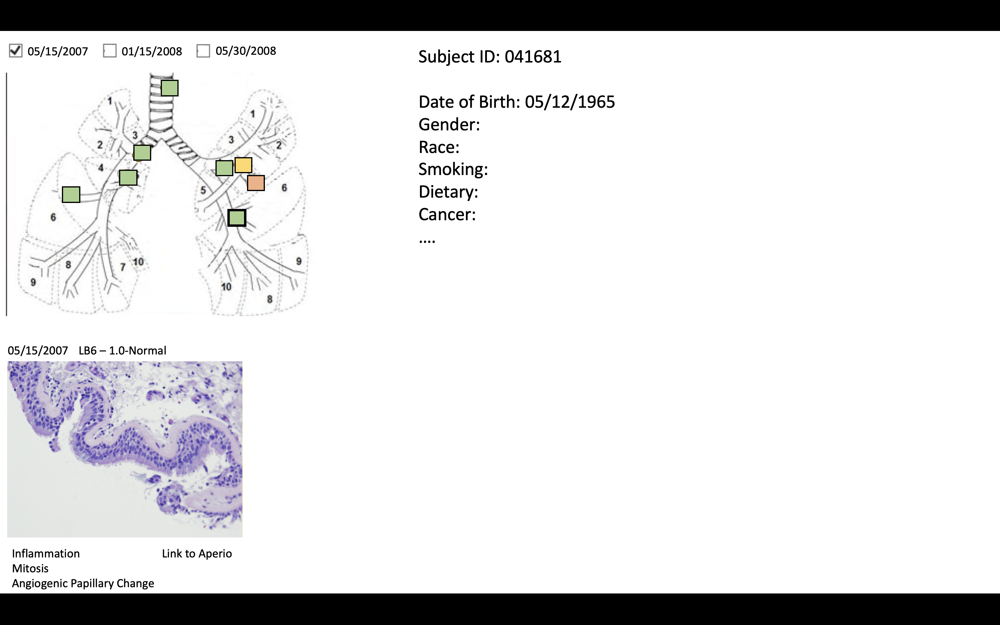 05/15/2007 01/15/2008 05/30/2008
Subject ID: 041681
Date of Birth: 05/12/1965
Gender:
Race:
Smoking:
Dietary:
Cancer:
....
1
1
3
3
2
2
4
5
6
6
10
9
8
7
9
10
8
05/15/2007 LB6 – 1.0-Normal
Inflammation Link to Aperio
Mitosis
Angiogenic Papillary Change